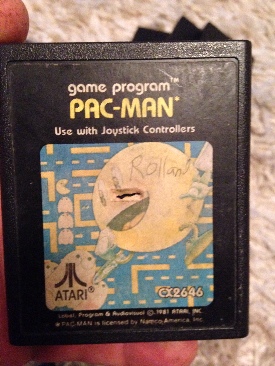 game program™
PAC-MAN*
Use with Joystick Controllers
Rolland
ATARI®
CX2646
Label, Program & Audiovisual © 1981 ATARI, INC.
* PAC-MAN is licensed by Namco-America, Inc.